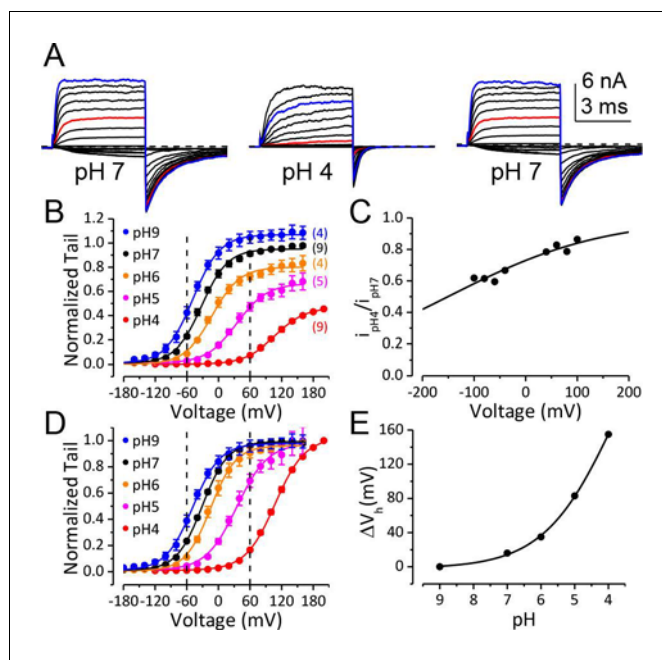 A
6 nA
3 ms
pH 7
pH 4
pH 7
B
Normalized Tail
1.2
1.0
0.8
0.6
0.4
0.2
0.0
pH9
pH7
pH6
pH5
pH4
(4)
(9)
(4)
(5)
(9)
-180 -120 -60 0 60 120 180
Voltage (mV)
C
i_pH4/i_pH7
1.0
0.8
0.6
0.4
0.2
0.0
-200 -100 0 100 200
Voltage (mV)
D
Normalized Tail
1.0
0.8
0.6
0.4
0.2
0.0
pH9
pH7
pH6
pH5
pH4
-180 -120 -60 0 60 120 180
Voltage (mV)
E
ΔV_h(mV)
160
120
80
40
0
9 8 7 6 5 4
pH